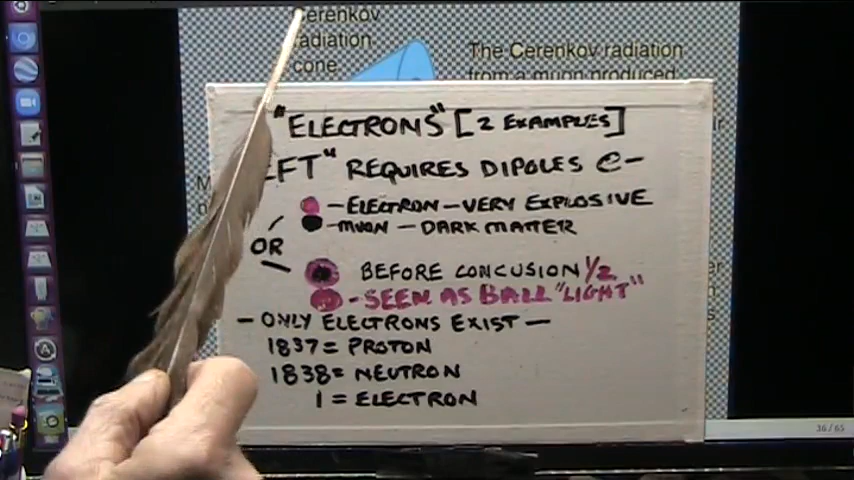 Cerenkov
radiation
cone
The Cerenkov radiation
from a muon produced
"ELECTRONS" [2 EXAMPLES]
EFT" REQUIRES DIPOLES e-
- ELECTRON - VERY EXPLOSIVE
- MUON - DARK MATTER
OR
BEFORE CONCUSION 1/2
- SEEN AS BALL "LIGHT"
- ONLY ELECTRONS EXIST -
1837 = PROTON
1838 = NEUTRON
1 = ELECTRON
36 / 65